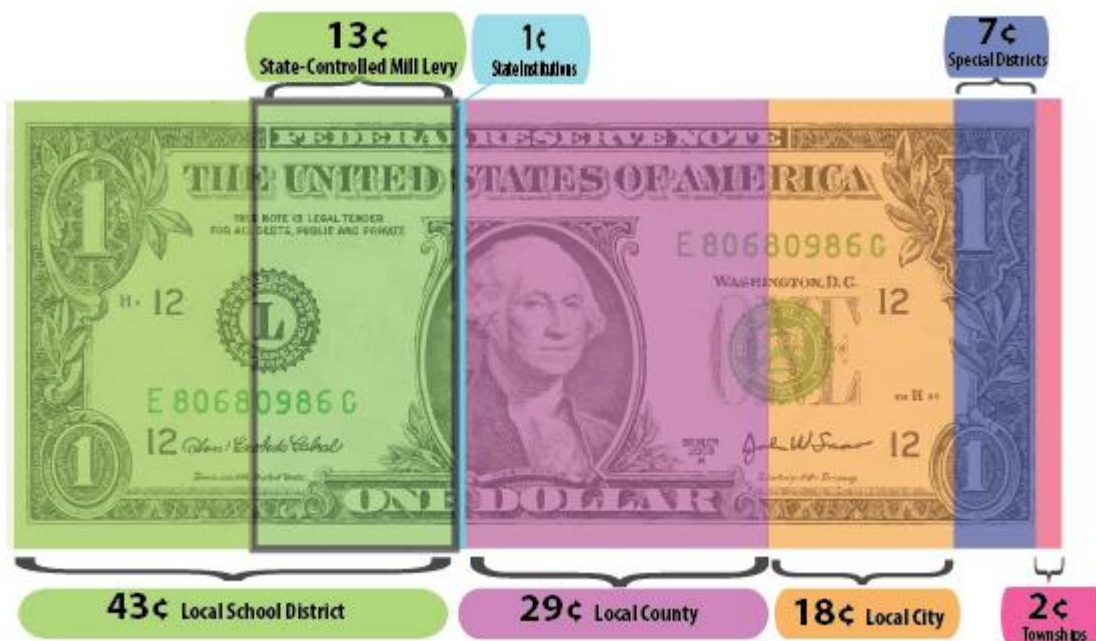 13¢
State-Controlled Mill Levy
1¢
State Institutions
7¢
Special Districts
FEDERAL RESERVE NOTE
THE UNITED STATES OF AMERICA
THIS NOTE IS LEGAL TENDER
FOR ALL DEBTS, PUBLIC AND PRIVATE
E 80680986 G
WASHINGTON, D.C.
H 12
12
L
ONE
E 80680986 G
H
12
12
1
1
1
1
ONE DOLLAR
43¢ Local School District
29¢ Local County
18¢ Local City
2¢
Townships